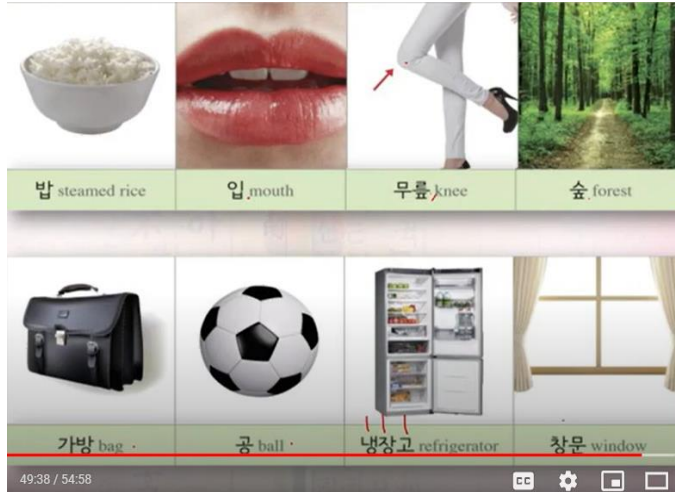 밥 steamed rice
입 mouth
무릎 knee
숲 forest
가방 bag
공 ball
냉장고 refrigerator
창문 window
49:38 / 54:58
CC